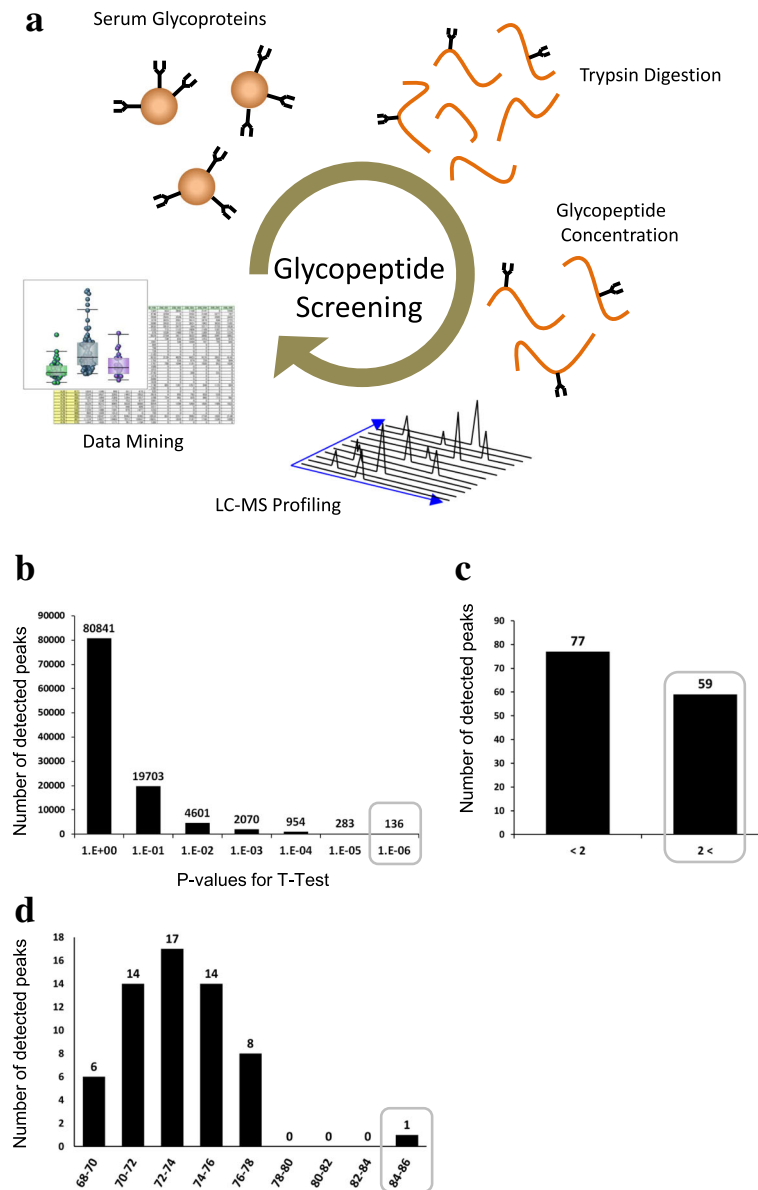 a
Serum Glycoproteins
Trypsin Digestion
Glycopeptide
Concentration
Glycopeptide
Screening
Data Mining
LC-MS Profiling
b
Number of detected peaks
90000
80000
70000
60000
50000
40000
30000
20000
10000
0
80841
19703
4601
2070
954
283
136
1.E+00
1.E-01
1.E-02
1.E-03
1.E-04
1.E-05
1.E-06
P-values for T-Test
c
Number of detected peaks
90
80
70
60
50
40
30
20
10
0
77
59
< 2
2 <
d
Number of detected peaks
18
16
14
12
10
8
6
4
2
0
6
14
17
14
8
0
0
0
1
68-70
70-72
72-74
74-76
76-78
78-80
80-82
82-84
84-86